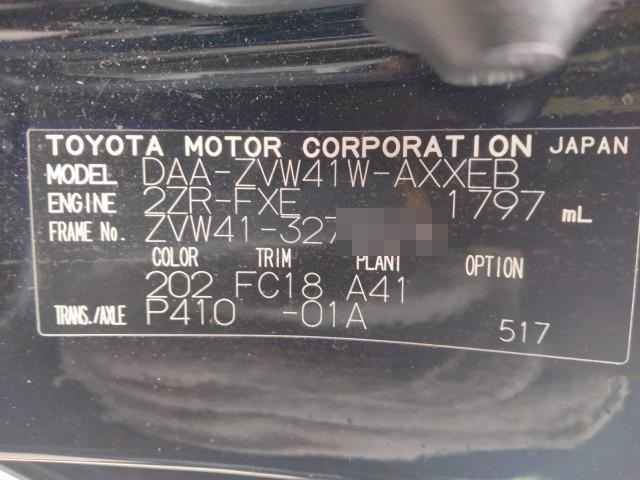 TOYOTA MOTOR CORPORATION JAPAN
MODEL DAA-ZVW41W-AXXEB
ENGINE 2ZR-FXE 1797 mL
FRAME No. ZVW41-327
COLOR TRIM PLANT OPTION
202 FC18 A41
TRANS./AXLE P410 -01A
517